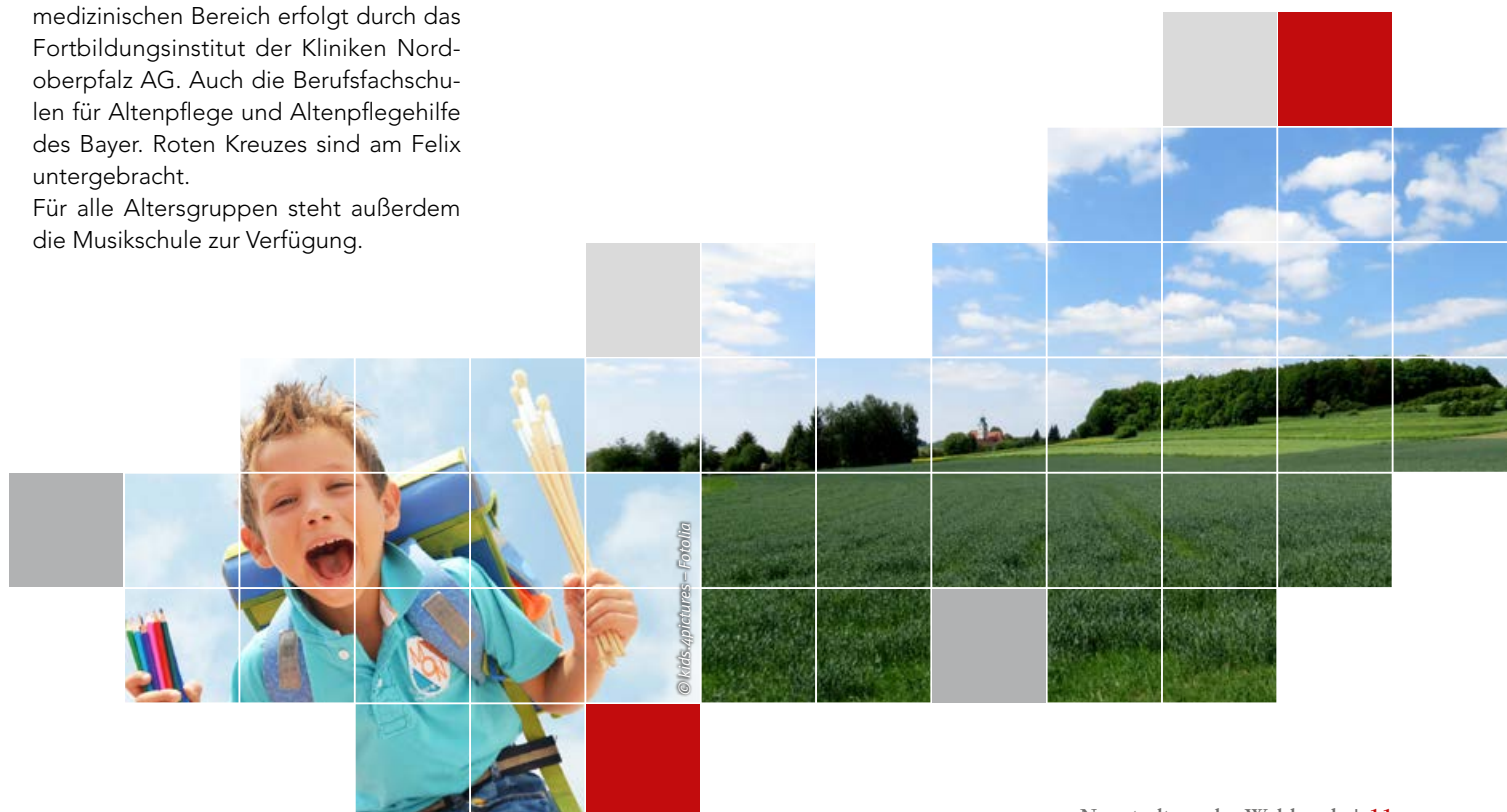 medizinischen Bereich erfolgt durch das
Fortbildungsinstitut der Kliniken Nord-
oberpfalz AG. Auch die Berufsfachschu-
len für Altenpflege und Altenpflegehilfe
des Bayer. Roten Kreuzes sind am Felix
untergebracht.
Für alle Altersgruppen steht außerdem
die Musikschule zur Verfügung.
© kids.4pictures – Fotolia